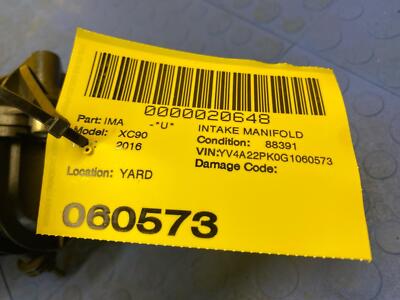 0000020648
Part: IMA -"U" INTAKE MANIFOLD
Model: XC90 Condition: 88391
2016 VIN:YV4A22PK0G1060573
Damage Code:
Location: YARD
060573